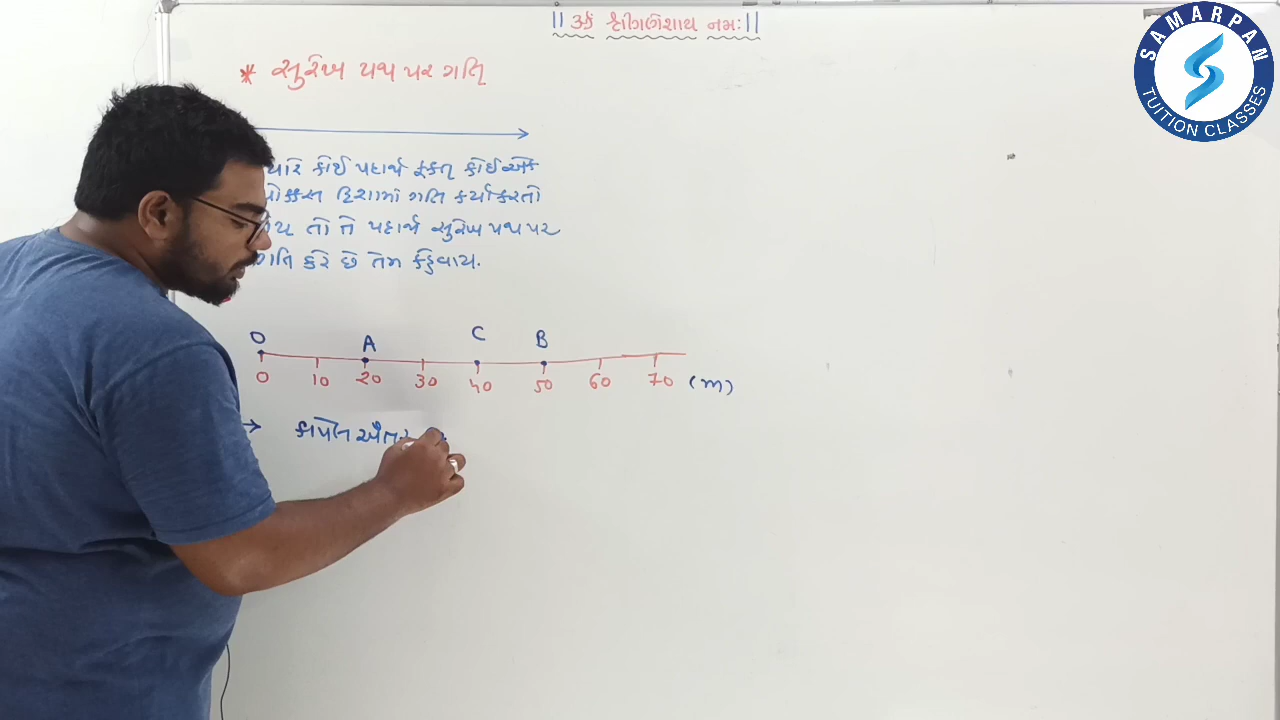 || ૐ શ્રીગણેશાય નમઃ ||
SAMARPAN
TUITION CLASSES
* સુરેખ પથ પર ગતિ
કોઈ પદાર્થ ફક્ત કોઈ એક
દિશામાં ગતિ કર્યા કરતો
તો તે પદાર્થ સુરેખ પથ પર
ગતિ કરે છે તેમ કહેવાય.
O A C B
0 10 20 30 40 50 60 70 (m)
→ કાપેલ અંતર